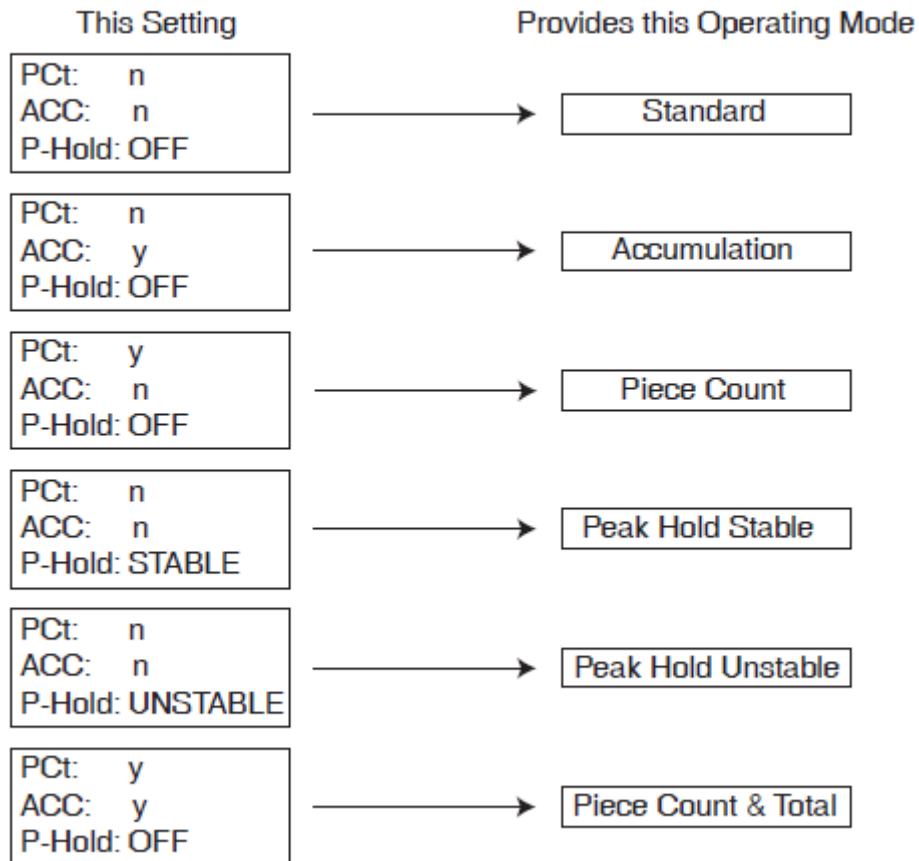 This Setting
Provides this Operating Mode
PCt: n
ACC: n
P-Hold: OFF
Standard
PCt: n
ACC: y
P-Hold: OFF
Accumulation
PCt: y
ACC: n
P-Hold: OFF
Piece Count
PCt: n
ACC: n
P-Hold: STABLE
Peak Hold Stable
PCt: n
ACC: n
P-Hold: UNSTABLE
Peak Hold Unstable
PCt: y
ACC: y
P-Hold: OFF
Piece Count & Total